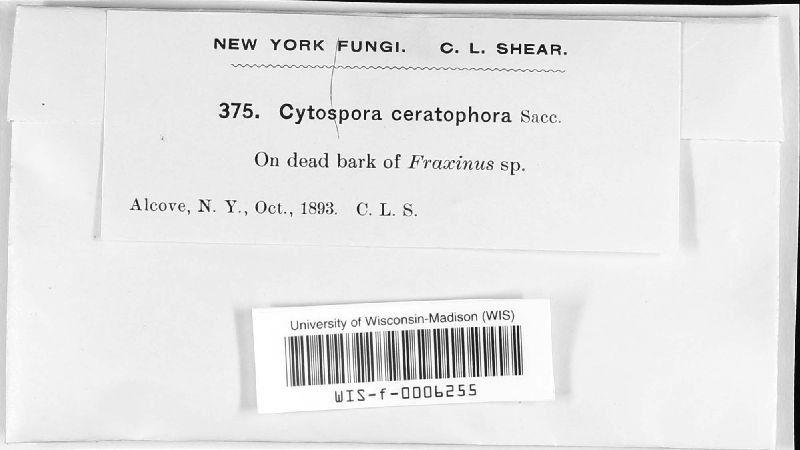 NEW YORK FUNGI. C. L. SHEAR.
375. Cytospora ceratophora Sacc.
On dead bark of Fraxinus sp.
Alcove, N. Y., Oct., 1893. C. L. S.
University of Wisconsin-Madison (WIS)
WIS-f-0006255